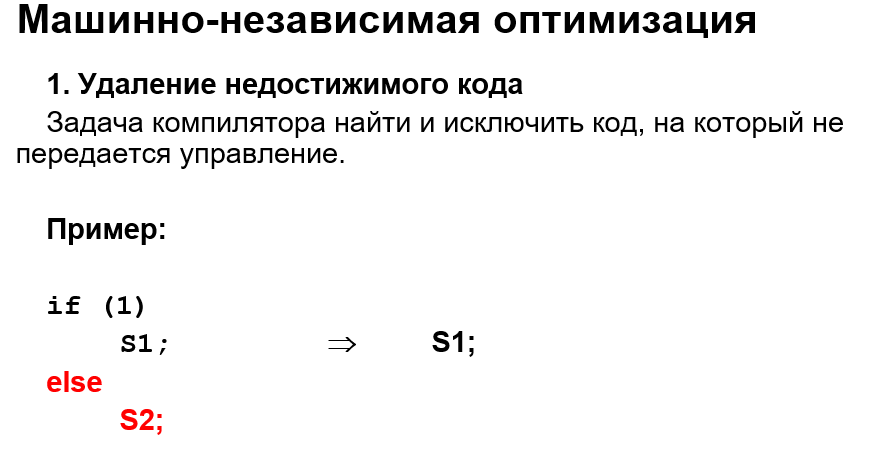 Машинно-независимая оптимизация
1. Удаление недостижимого кода
Задача компилятора найти и исключить код, на который не
передается управление.
Пример:
if (1)
S1; ⇒ S1;
else
S2;